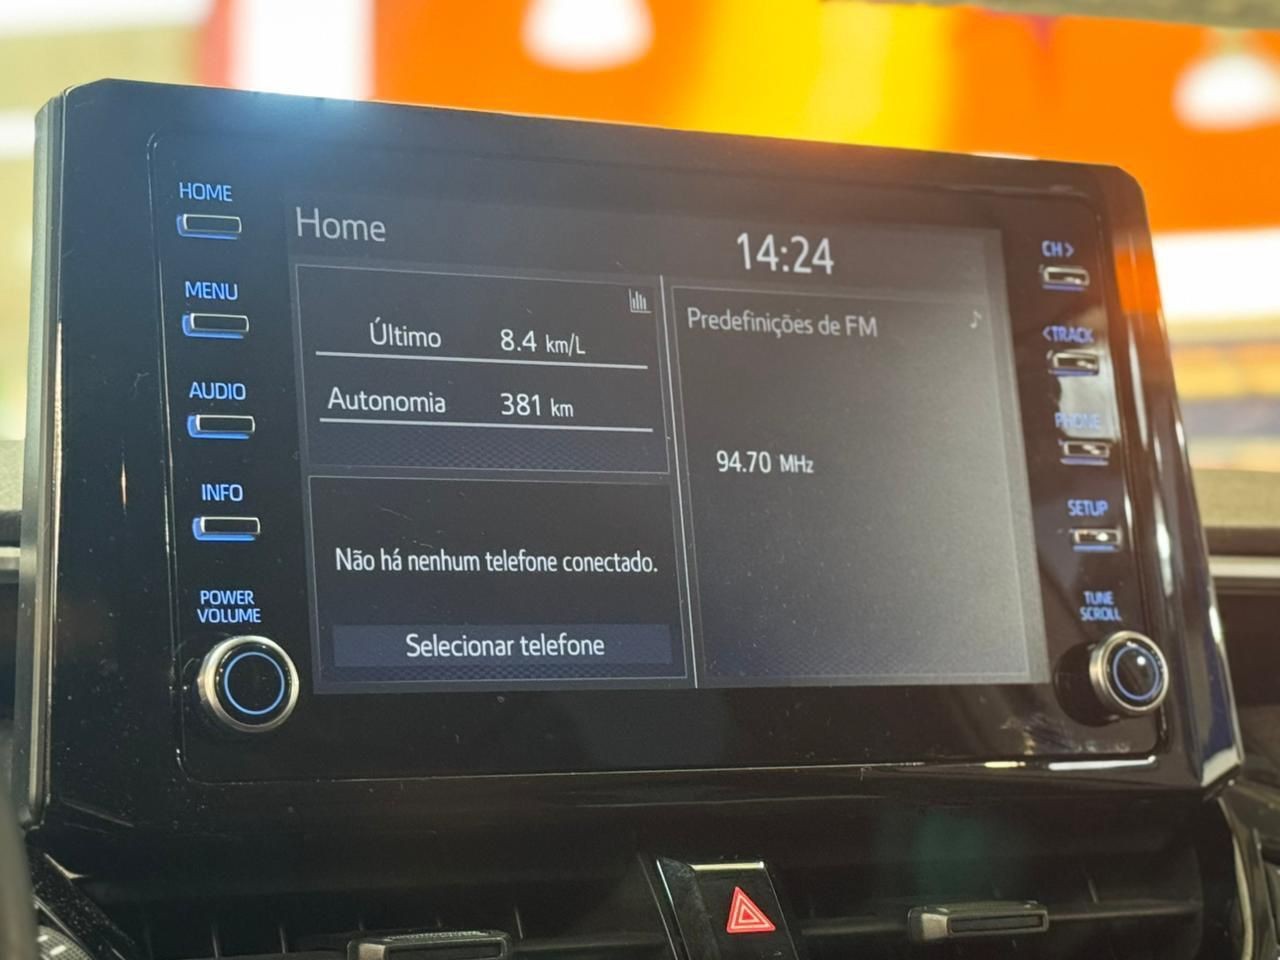 HOME
MENU
AUDIO
INFO
POWER
VOLUME
Home
14:24
Último 8.4 km/L
Autonomia 381 km
Não há nenhum telefone conectado.
Selecionar telefone
Predefinições de FM
94.70 MHz
CH >
< TRACK
PHONE
SETUP
TUNE
SCROLL